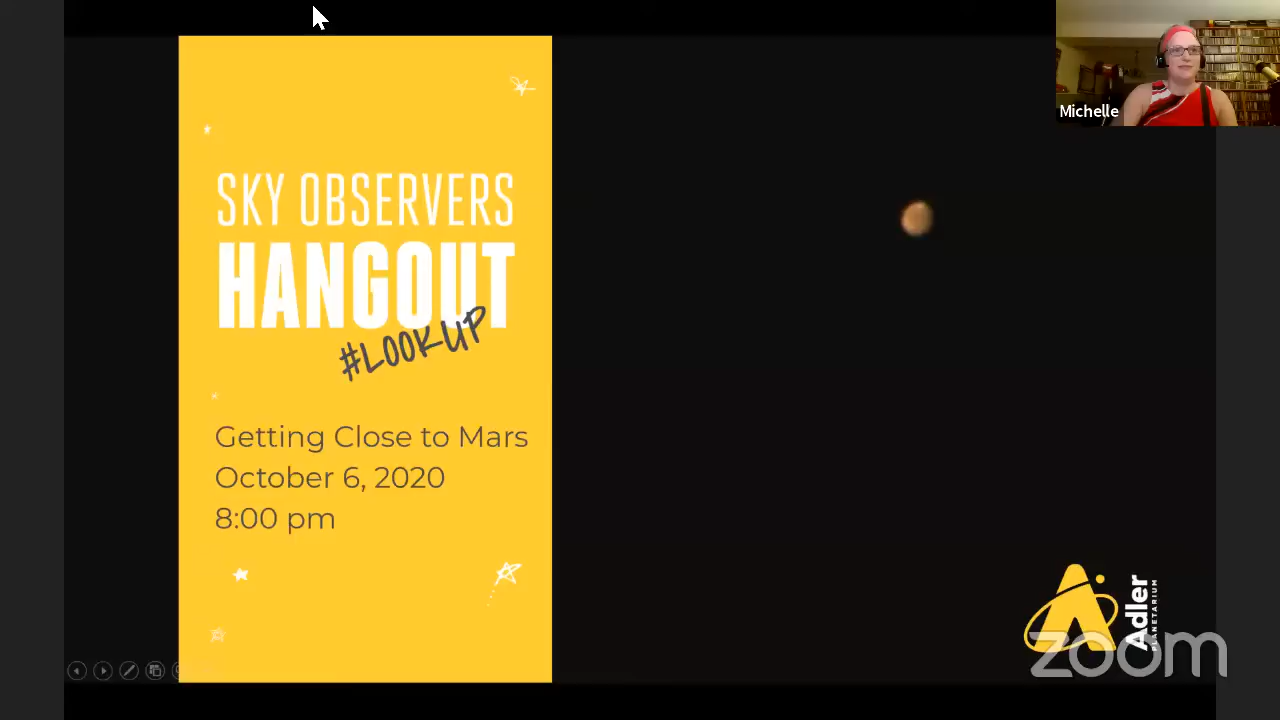 Michelle
SKY OBSERVERS
HANGOUT
#LOOKUP
Getting Close to Mars
October 6, 2020
8:00 pm
Adler
PLANETARIUM
zoom